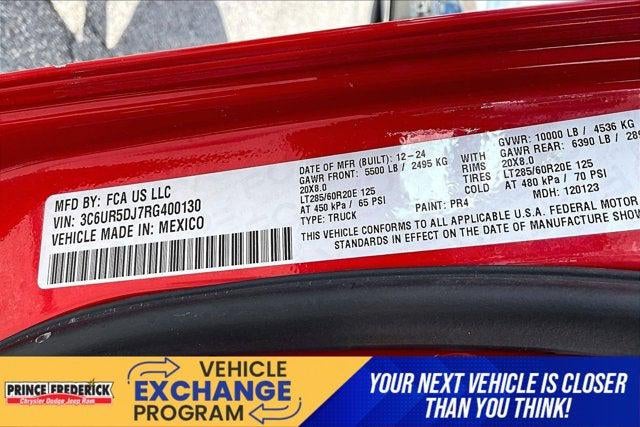 MFD BY: FCA US LLC
VIN: 3C6UR5DJ7RG400130
VEHICLE MADE IN: MEXICO
DATE OF MFR (BUILT): 12-24
GAWR FRONT: 5500 LB / 2495 KG
20X8.0
LT285/60R20E 125
AT 450 kPa / 65 PSI
TYPE: TRUCK
PAINT: PR4
WITH
TIRES
RIMS
COLD
GVWR: 10000 LB / 4536 KG
GAWR REAR: 6390 LB / 289
20X8.0
LT285/60R20E 125
AT 480 kPa / 70 PSI
MDH: 120123
THIS VEHICLE CONFORMS TO ALL APPLICABLE U.S.A. FEDERAL MOTOR
STANDARDS IN EFFECT ON THE DATE OF MANUFACTURE SHOW
PRINCE FREDERICK
Chrysler Dodge Jeep Ram
VEHICLE
EXCHANGE
PROGRAM
YOUR NEXT VEHICLE IS CLOSER
THAN YOU THINK!